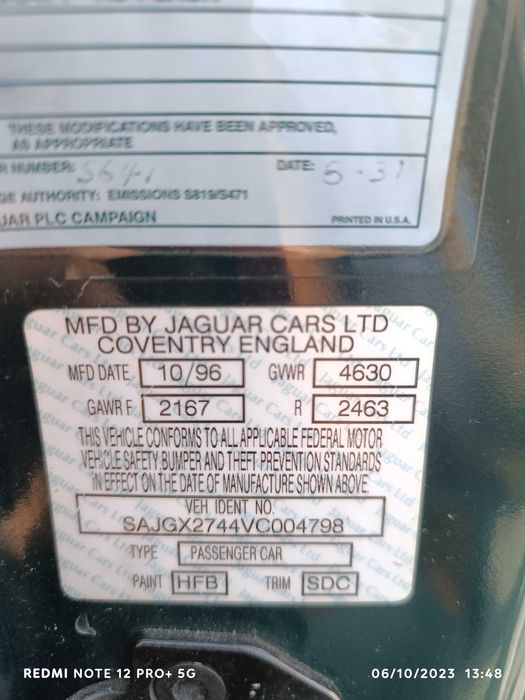 THESE MODIFICATIONS HAVE BEEN APPROVED,
AS APPROPRIATE
R NUMBER: S641 DATE: 5-31
GE AUTHORITY: EMISSIONS S819/S471
UAR PLC CAMPAIGN PRINTED IN U.S.A.
MFD BY JAGUAR CARS LTD
COVENTRY ENGLAND
MFD DATE 10/96 GVWR 4630
GAWR F 2167 R 2463
THIS VEHICLE CONFORMS TO ALL APPLICABLE FEDERAL MOTOR
VEHICLE SAFETY, BUMPER AND THEFT PREVENTION STANDARDS
IN EFFECT ON THE DATE OF MANUFACTURE SHOWN ABOVE.
VEH IDENT NO.
SAJGX2744VC004798
TYPE PASSENGER CAR
PAINT HFB TRIM SDC
REDMI NOTE 12 PRO+ 5G 06/10/2023 13:48